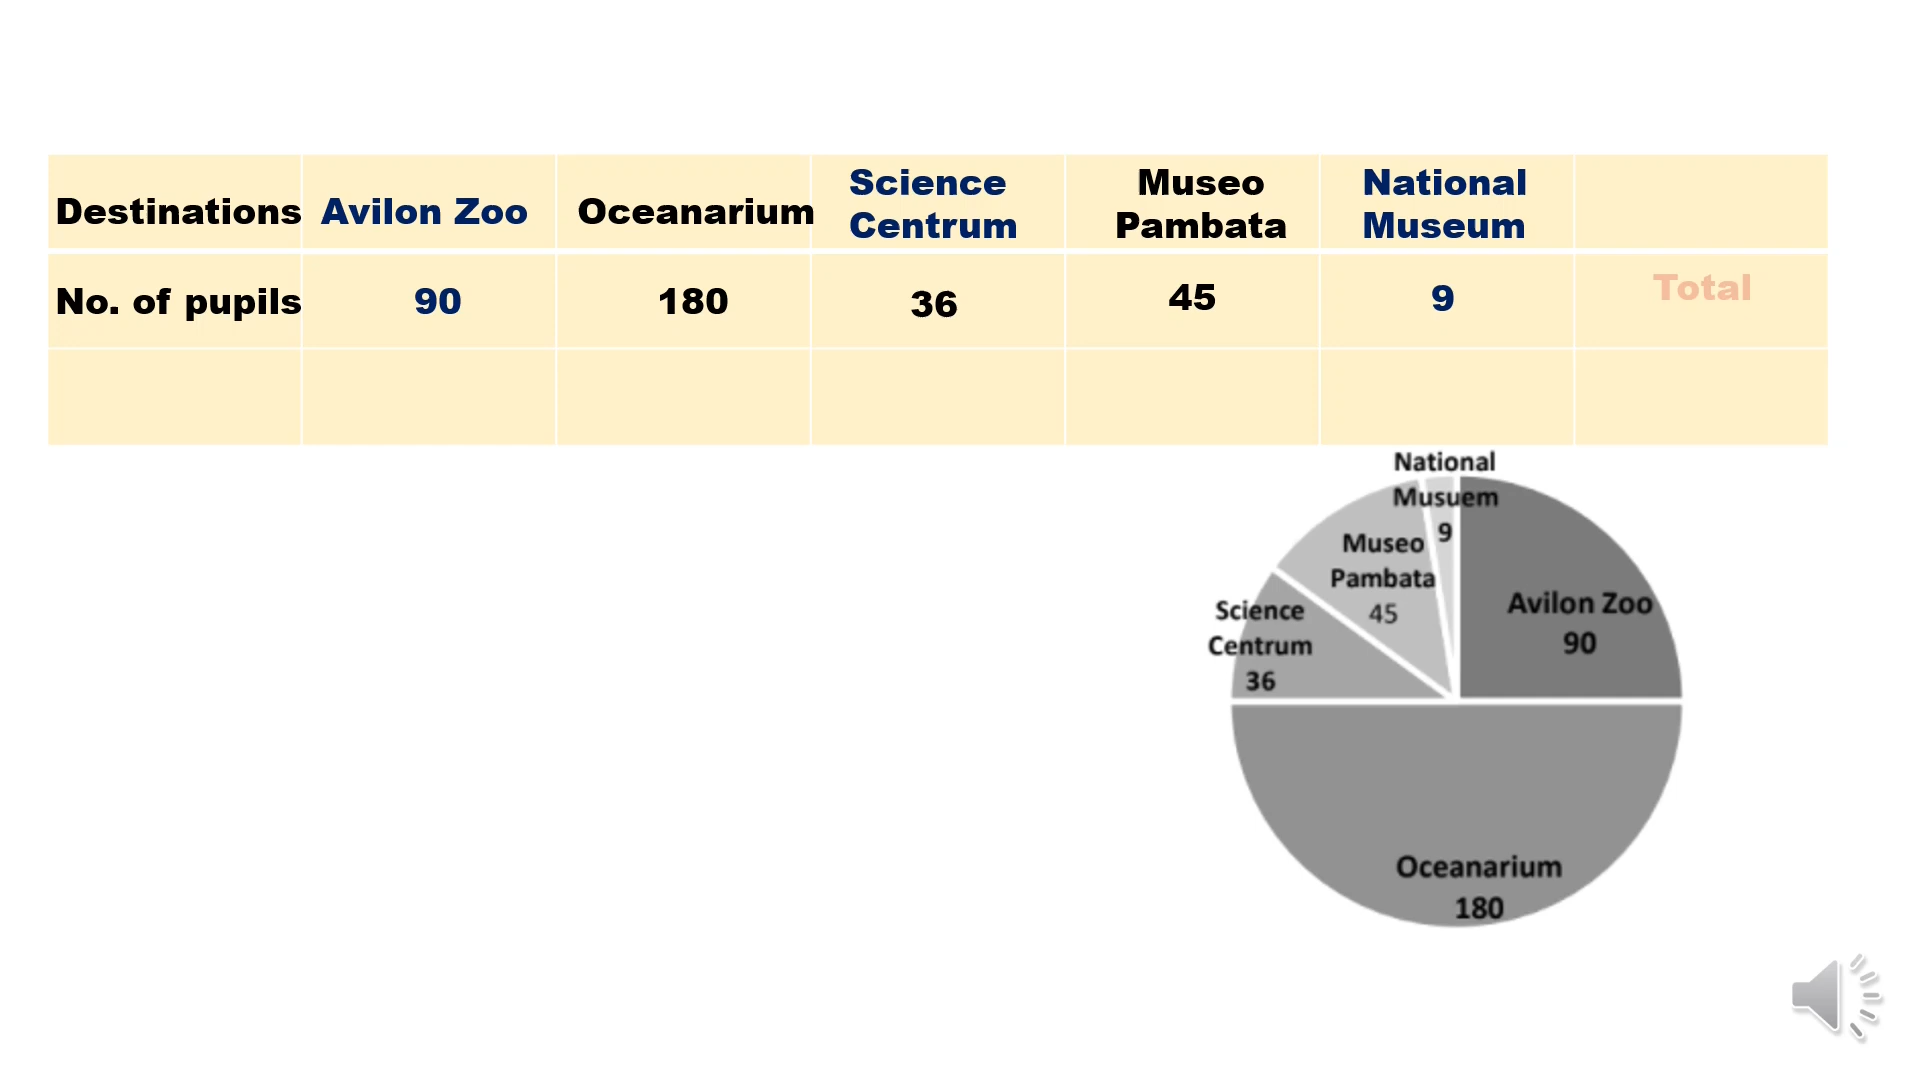 Destinations Avilon Zoo Oceanarium Science Centrum Museo Pambata National Museum
No. of pupils 90 180 36 45 9 Total
National
Musuem
9
Museo
Pambata
45
Science
Centrum
36
Avilon Zoo
90
Oceanarium
180